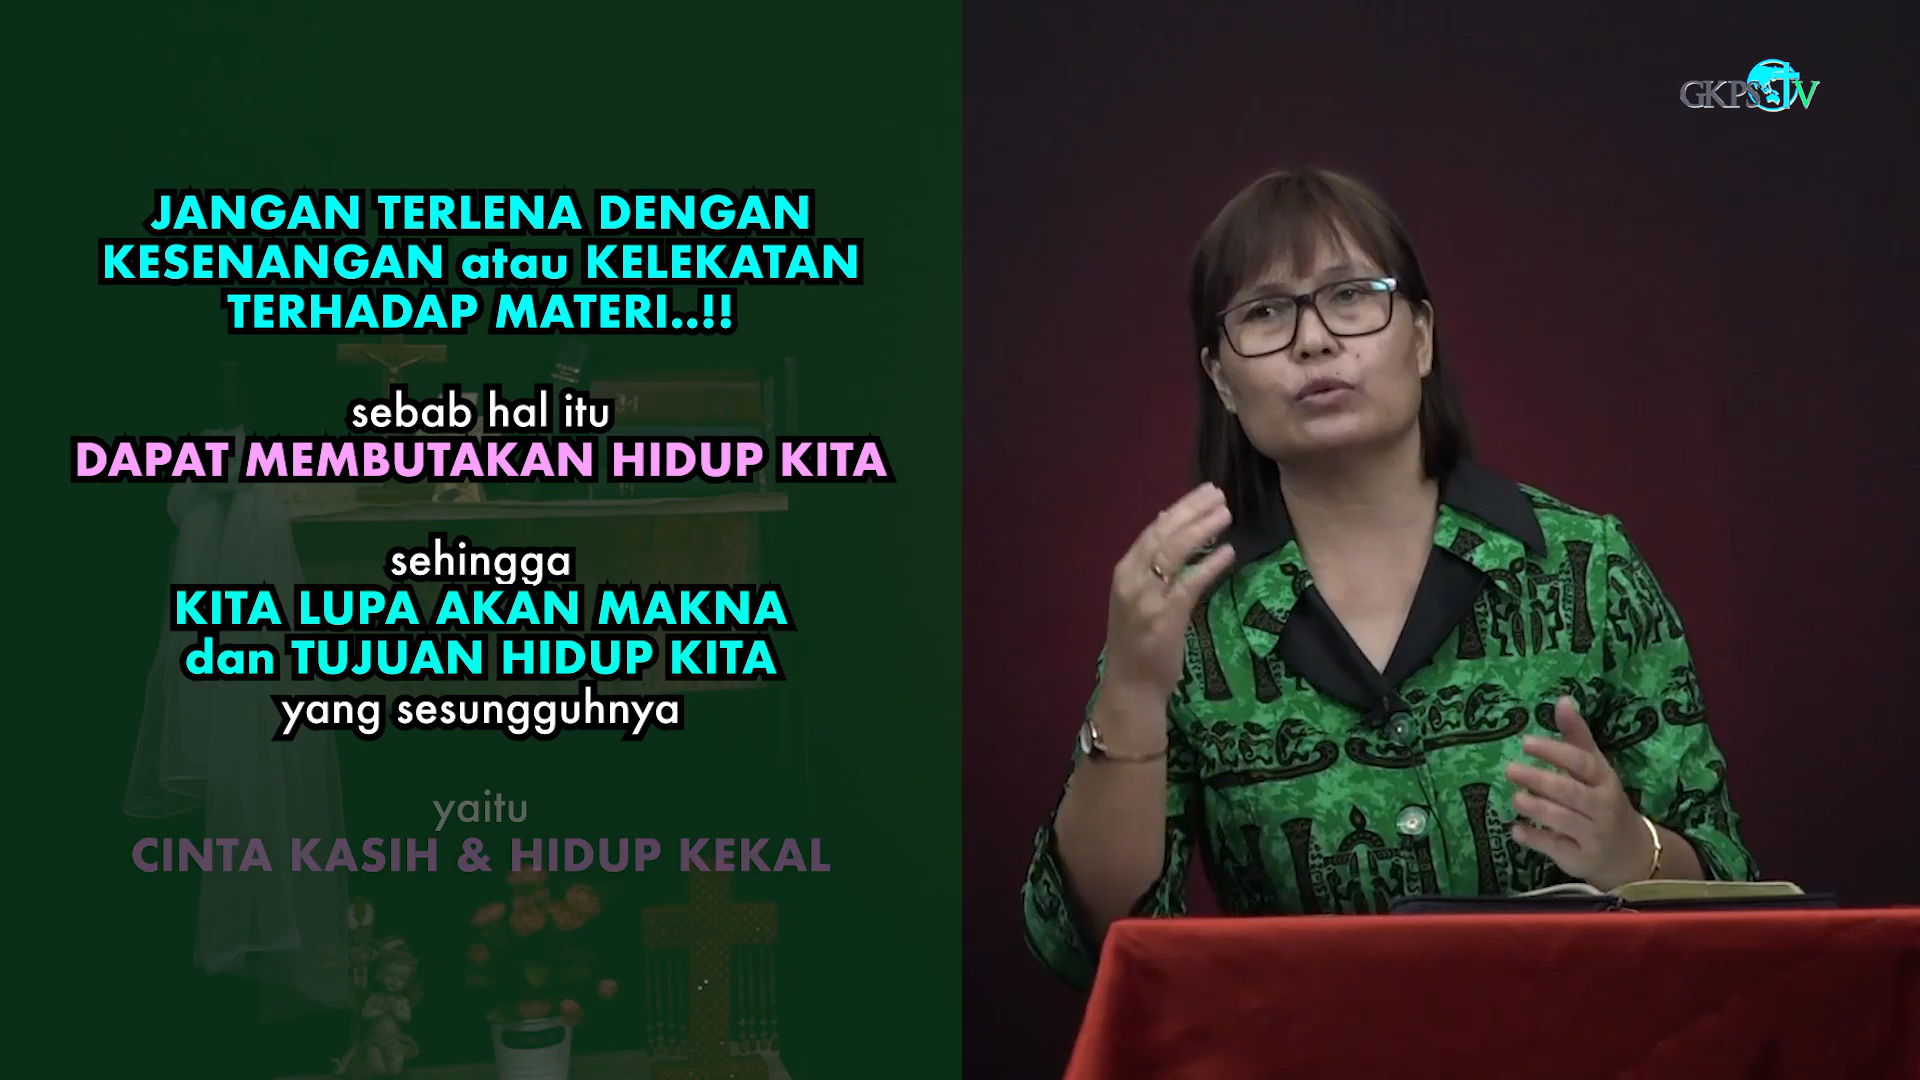 GKPS TV
JANGAN TERLENA DENGAN
KESENANGAN atau KELEKATAN
TERHADAP MATERI..!!
sebab hal itu
DAPAT MEMBUTAKAN HIDUP KITA
sehingga
KITA LUPA AKAN MAKNA
dan TUJUAN HIDUP KITA
yang sesungguhnya
yaitu
CINTA KASIH & HIDUP KEKAL